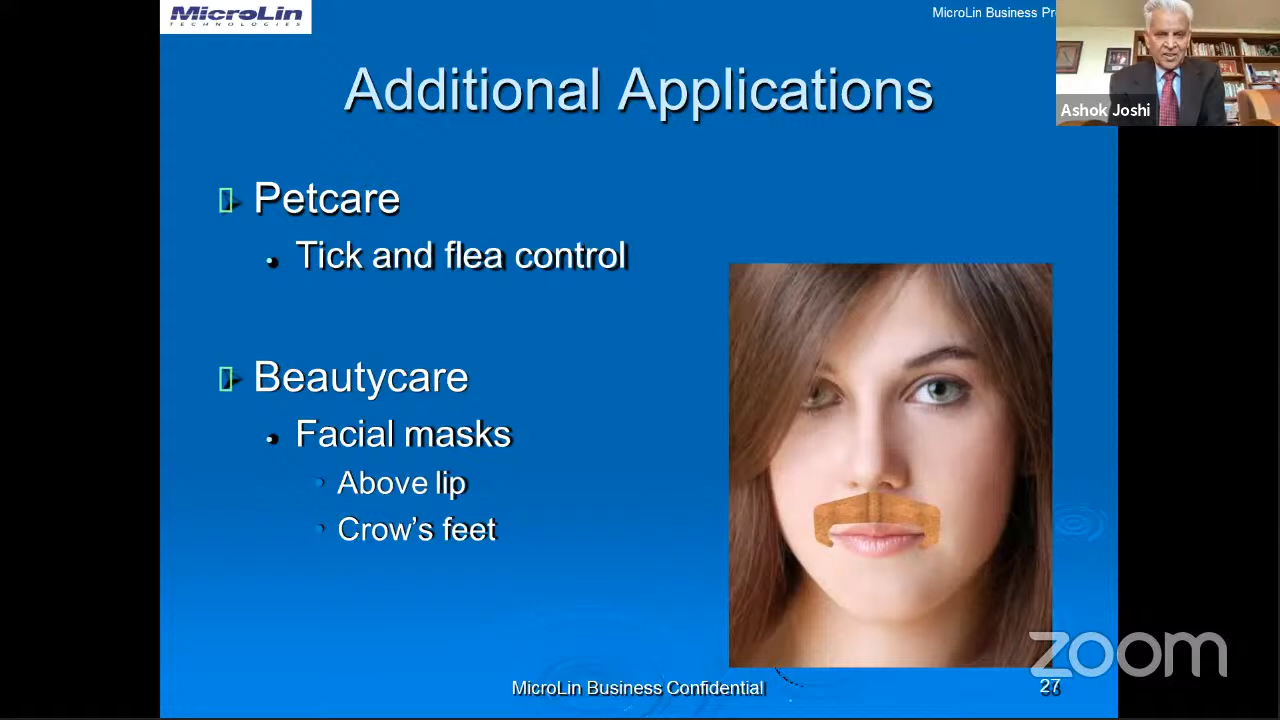 MicroLin
TECHNOLOGIES
MicroLin Business Pr
Ashok Joshi
Additional Applications
Petcare
Tick and flea control
Beautycare
Facial masks
Above lip
Crow's feet
zoom
MicroLin Business Confidential
27